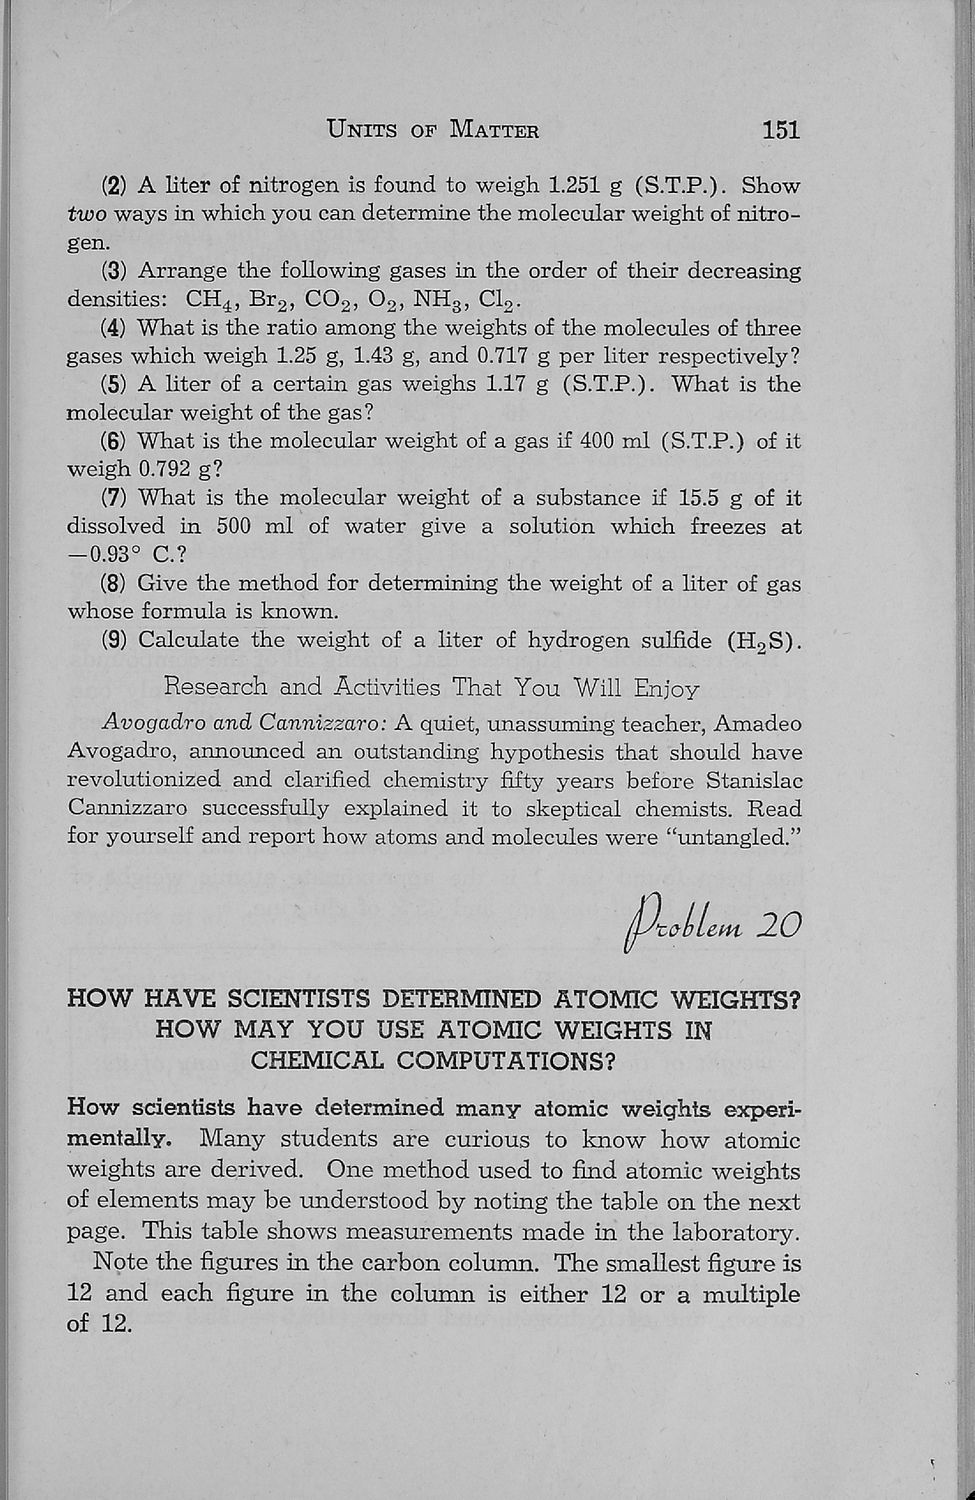 UNITS OF MATTER 151
(2) A liter of nitrogen is found to weigh 1.251 g (S.T.P.). Show
two ways in which you can determine the molecular weight of nitro-
gen.
(3) Arrange the following gases in the order of their decreasing
densities: CH₄, Br₂, CO₂, O₂, NH₃, Cl₂.
(4) What is the ratio among the weights of the molecules of three
gases which weigh 1.25 g, 1.43 g, and 0.717 g per liter respectively?
(5) A liter of a certain gas weighs 1.17 g (S.T.P.). What is the
molecular weight of the gas?
(6) What is the molecular weight of a gas if 400 ml (S.T.P.) of it
weigh 0.792 g?
(7) What is the molecular weight of a substance if 15.5 g of it
dissolved in 500 ml of water give a solution which freezes at
−0.93° C.?
(8) Give the method for determining the weight of a liter of gas
whose formula is known.
(9) Calculate the weight of a liter of hydrogen sulfide (H₂S).
Research and Activities That You Will Enjoy
Avogadro and Cannizzaro: A quiet, unassuming teacher, Amadeo
Avogadro, announced an outstanding hypothesis that should have
revolutionized and clarified chemistry fifty years before Stanislac
Cannizzaro successfully explained it to skeptical chemists. Read
for yourself and report how atoms and molecules were “untangled.”
Problem 20
HOW HAVE SCIENTISTS DETERMINED ATOMIC WEIGHTS?
HOW MAY YOU USE ATOMIC WEIGHTS IN
CHEMICAL COMPUTATIONS?
How scientists have determined many atomic weights experi-
mentally. Many students are curious to know how atomic
weights are derived. One method used to find atomic weights
of elements may be understood by noting the table on the next
page. This table shows measurements made in the laboratory.
Note the figures in the carbon column. The smallest figure is
12 and each figure in the column is either 12 or a multiple
of 12.